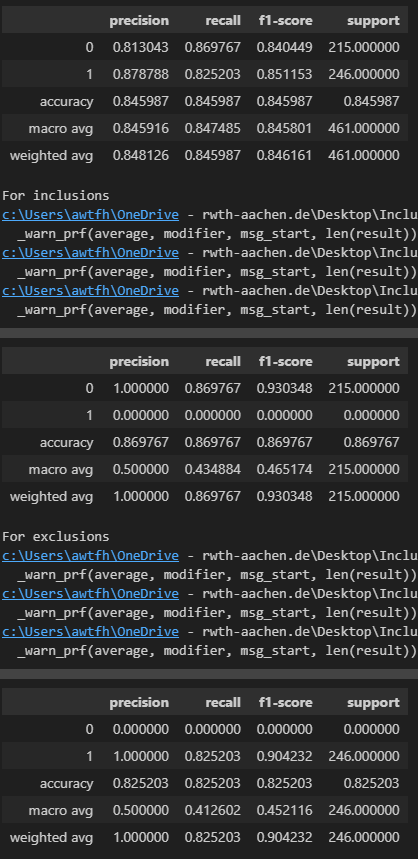 precision recall f1-score support
0 0.813043 0.869767 0.840449 215.000000
1 0.878788 0.825203 0.851153 246.000000
accuracy 0.845987 0.845987 0.845987 0.845987
macro avg 0.845916 0.847485 0.845801 461.000000
weighted avg 0.848126 0.845987 0.846161 461.000000
For inclusions
c:\Users\awtfh\OneDrive - rwth-aachen.de\Desktop\Inclu
_warn_prf(average, modifier, msg_start, len(result))
c:\Users\awtfh\OneDrive - rwth-aachen.de\Desktop\Inclu
_warn_prf(average, modifier, msg_start, len(result))
c:\Users\awtfh\OneDrive - rwth-aachen.de\Desktop\Inclu
_warn_prf(average, modifier, msg_start, len(result))
precision recall f1-score support
0 1.000000 0.869767 0.930348 215.000000
1 0.000000 0.000000 0.000000 0.000000
accuracy 0.869767 0.869767 0.869767 0.869767
macro avg 0.500000 0.434884 0.465174 215.000000
weighted avg 1.000000 0.869767 0.930348 215.000000
For exclusions
c:\Users\awtfh\OneDrive - rwth-aachen.de\Desktop\Inclu
_warn_prf(average, modifier, msg_start, len(result))
c:\Users\awtfh\OneDrive - rwth-aachen.de\Desktop\Inclu
_warn_prf(average, modifier, msg_start, len(result))
c:\Users\awtfh\OneDrive - rwth-aachen.de\Desktop\Inclu
_warn_prf(average, modifier, msg_start, len(result))
precision recall f1-score support
0 0.000000 0.000000 0.000000 0.000000
1 1.000000 0.825203 0.904232 246.000000
accuracy 0.825203 0.825203 0.825203 0.825203
macro avg 0.500000 0.412602 0.452116 246.000000
weighted avg 1.000000 0.825203 0.904232 246.000000